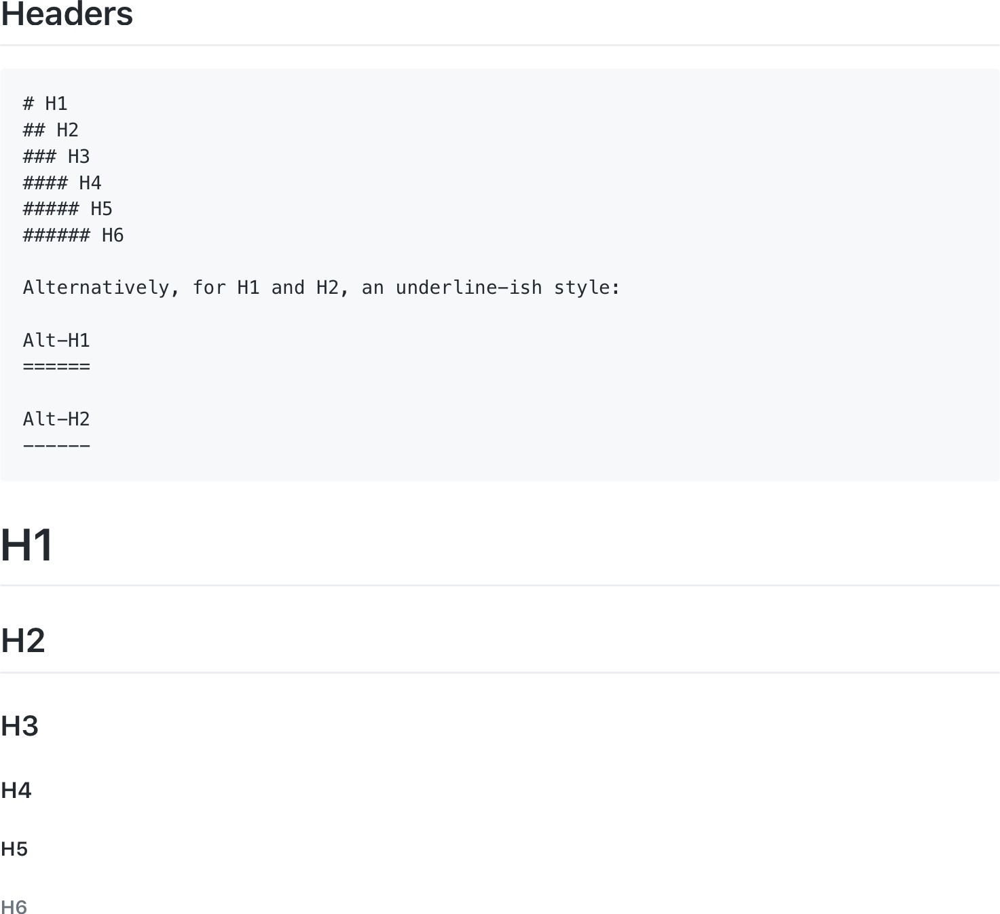 Headers
# H1
## H2
### H3
#### H4
##### H5
###### H6
Alternatively, for H1 and H2, an underline-ish style:
Alt-H1
======
Alt-H2
------
H1
H2
H3
H4
H5
H6